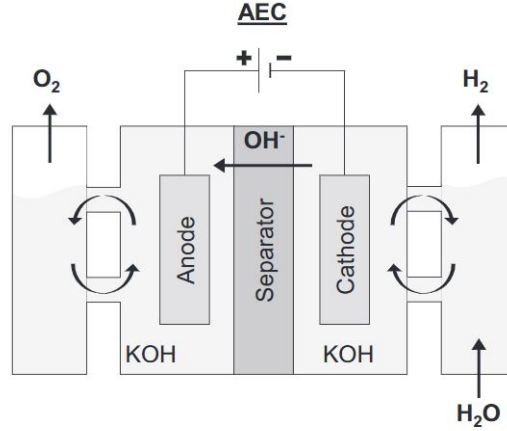 AEC
+ −
O₂
H₂
OH⁻
Anode
Separator
Cathode
KOH
KOH
H₂O